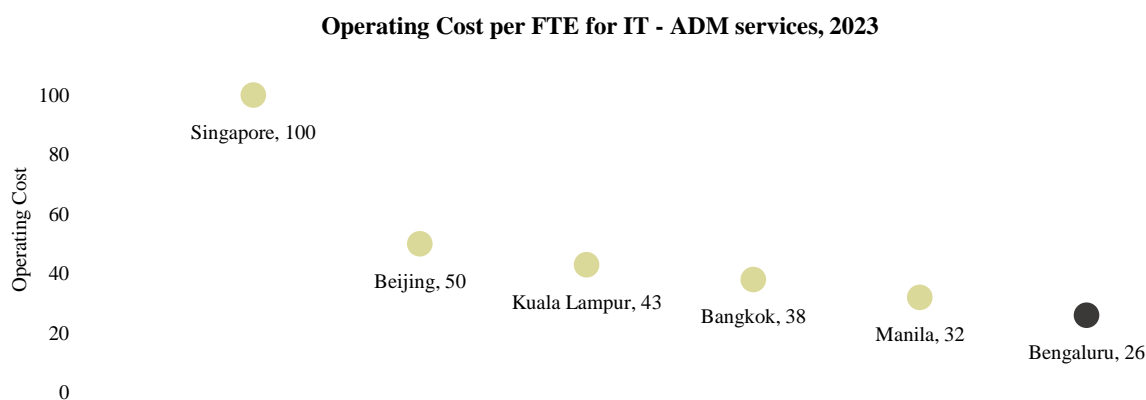 Operating Cost per FTE for IT - ADM services, 2023
Operating Cost
100
80
60
40
20
0
Singapore, 100
Beijing, 50
Kuala Lampur, 43
Bangkok, 38
Manila, 32
Bengaluru, 26